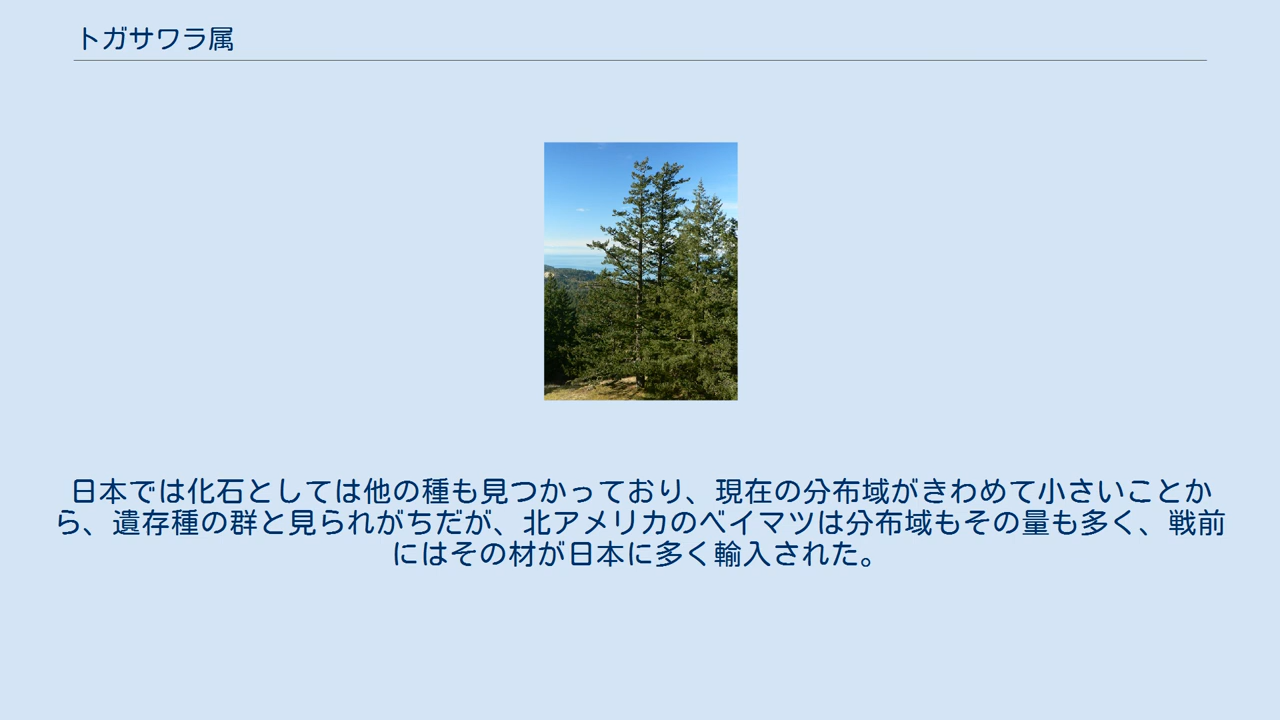 トガサワラ属
日本では化石としては他の種も見つかっており、現在の分布域がきわめて小さいことか
ら、遺存種の群と見られがちだが、北アメリカのベイマツは分布域もその量も多く、戦前
にはその材が日本に多く輸入された。